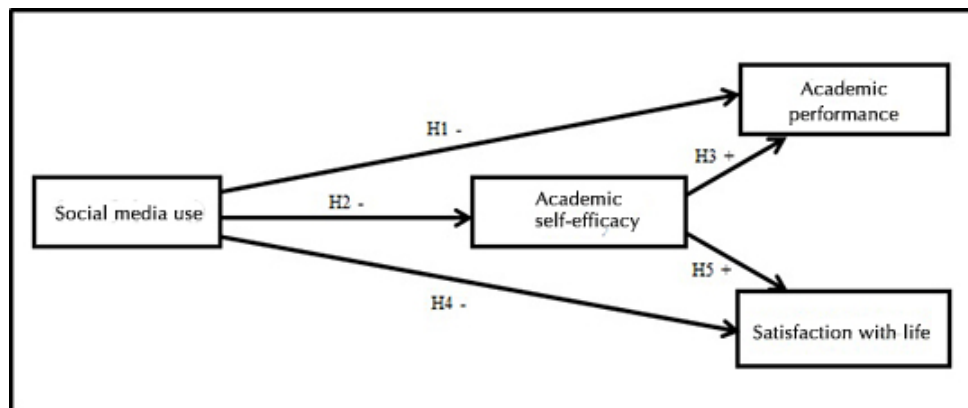 Academic
performance
H1 -
H3 +
Social media use
H2 -
Academic
self-efficacy
H5 +
H4 -
Satisfaction with life